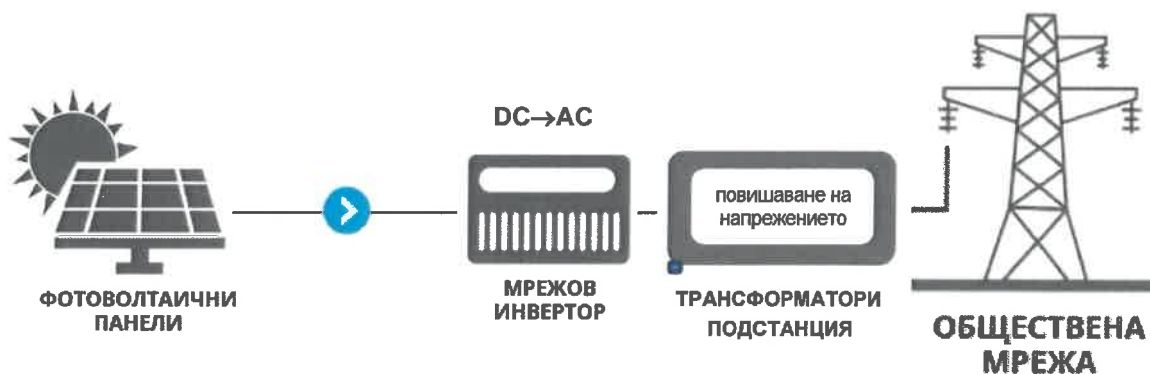 DC→AC
повишаване на
напрежението
ФОТОВОЛТАИЧНИ
ПАНЕЛИ
МРЕЖОВ
ИНВЕРТОР
ТРАНСФОРМАТОРИ
ПОДСТАНЦИЯ
ОБЩЕСТВЕНА
МРЕЖА